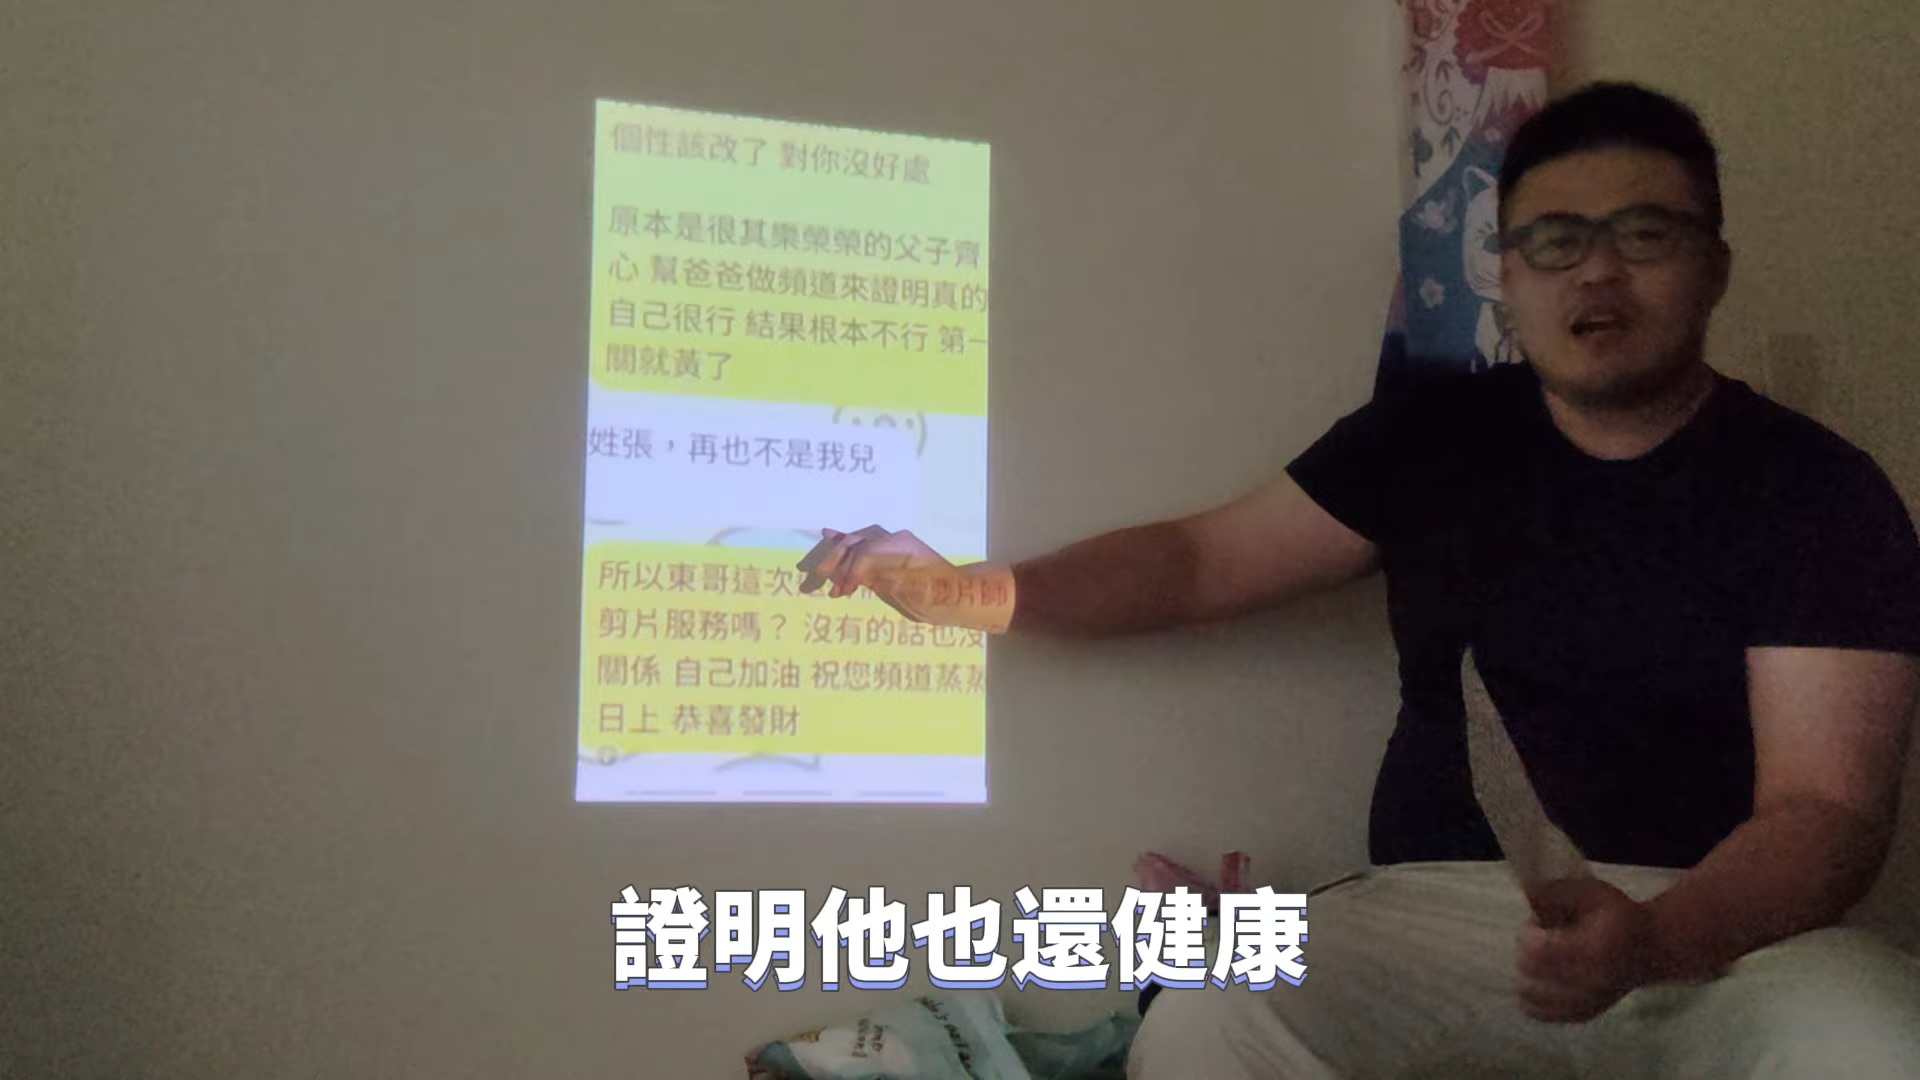 個性該改了 對你沒好處
原本是很其樂榮榮的父子齊
心 幫爸爸做頻道來證明真的
自己很行 結果根本不行 第一
關就黃了
姓張，再也不是我兒
所以東哥這次
剪片師
剪片服務嗎？ 沒有的話也沒
關係 自己加油 祝您頻道蒸蒸
日上 恭喜發財
證明他也還健康